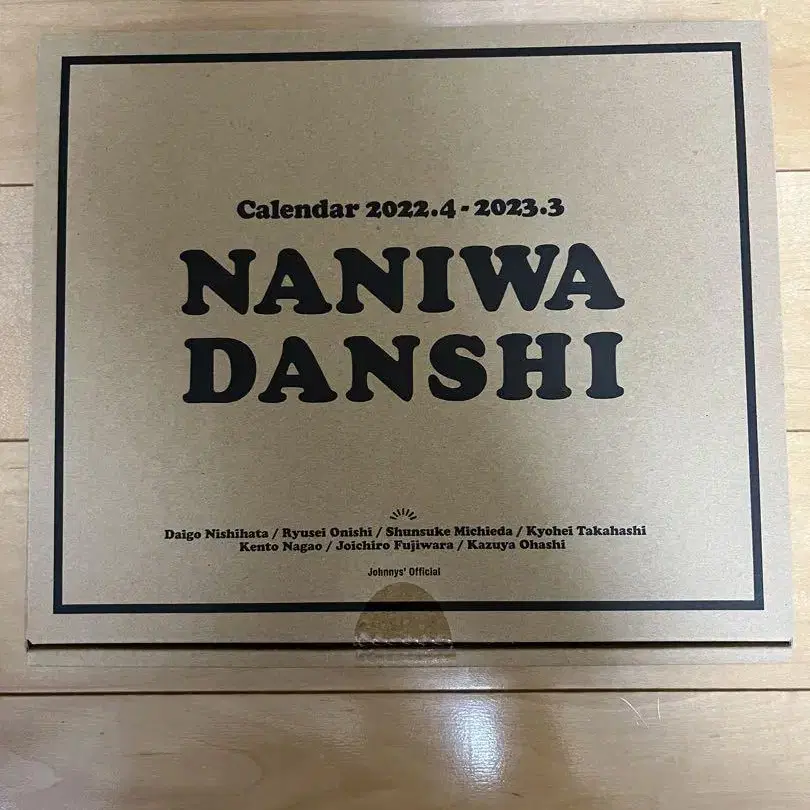 Calendar 2022.4-2023.3
NANIWA
DANSHI
Daigo Nishihata / Ryusei Onishi / Shunsuke Michieda / Kyohei Takahashi
Kento Nagao / Joichiro Fujiwara / Kazuya Ohashi
Johnnys' Official